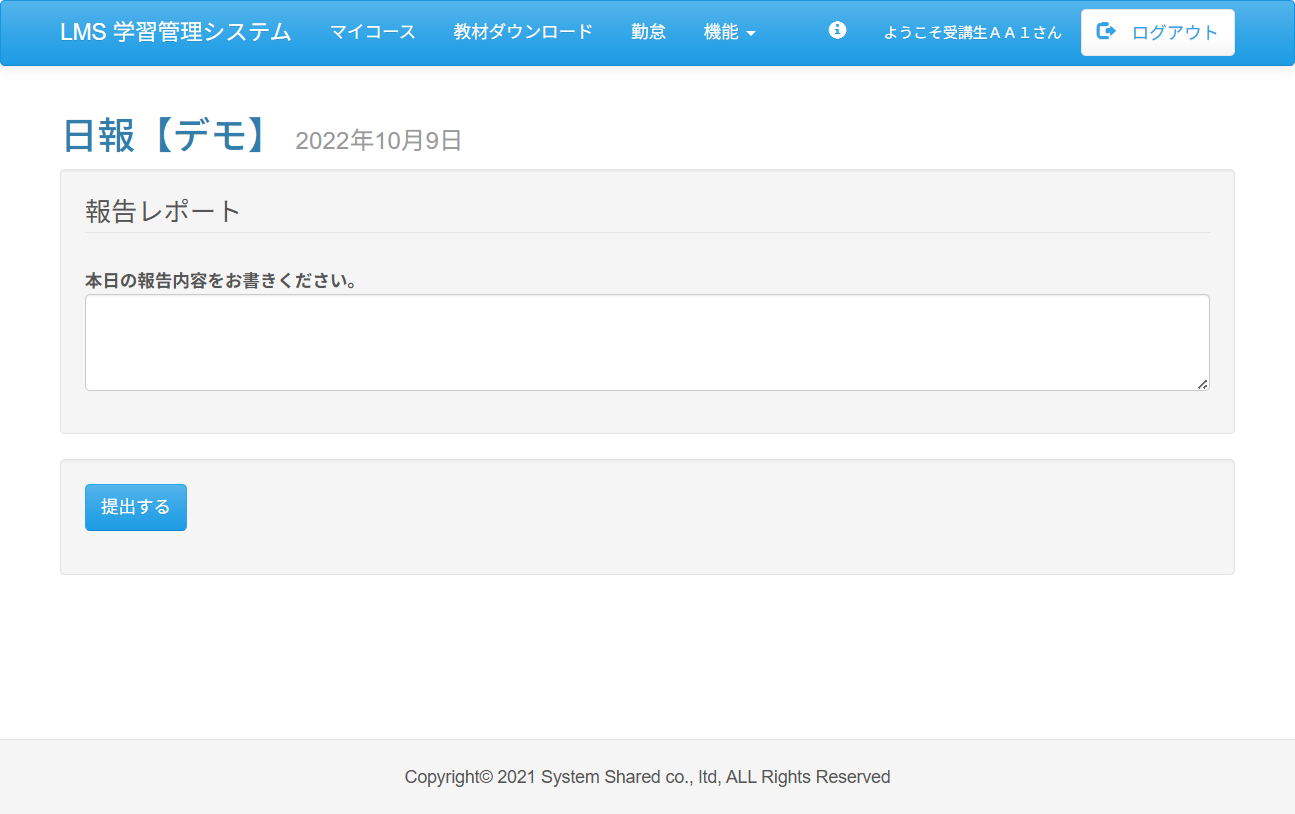 LMS 学習管理システム マイコース 教材ダウンロード 勤怠 機能 ようこそ受講生ＡＡ１さん ログアウト
日報【デモ】 2022年10月9日
報告レポート
本日の報告内容をお書きください。
提出する
Copyright© 2021 System Shared co., ltd, ALL Rights Reserved